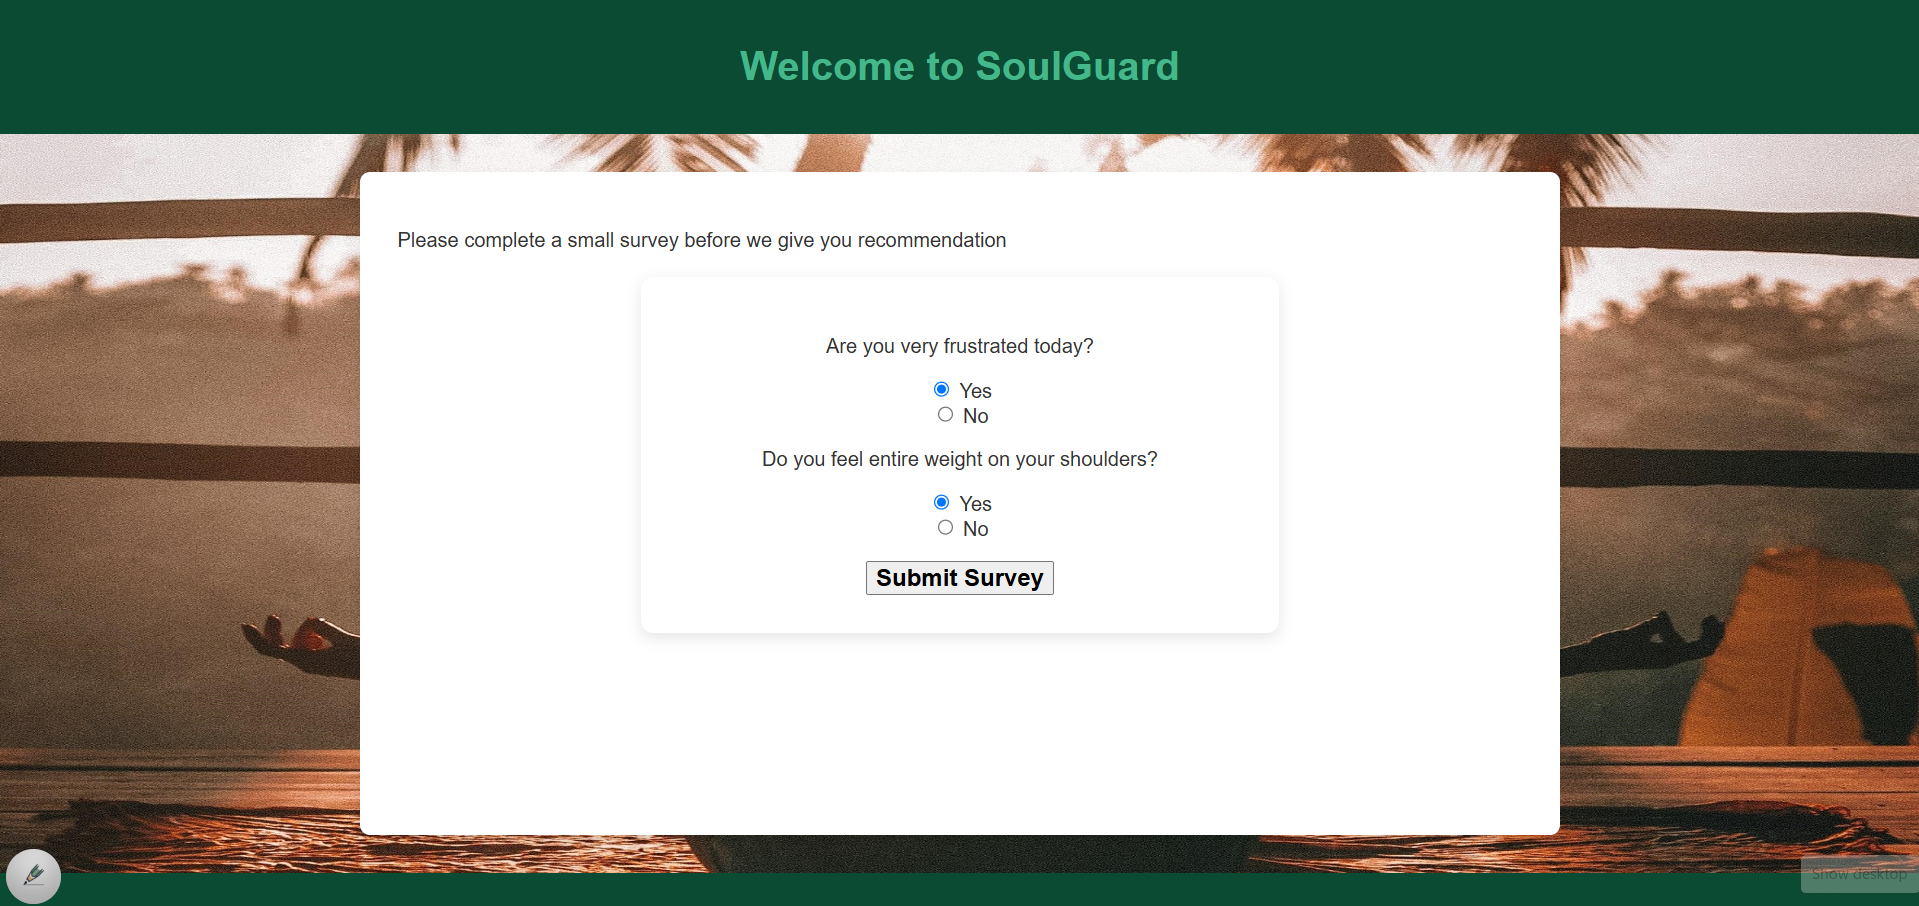 Welcome to SoulGuard
Please complete a small survey before we give you recommendation
Are you very frustrated today?
Yes
No
Do you feel entire weight on your shoulders?
Yes
No
Submit Survey
Show desktop